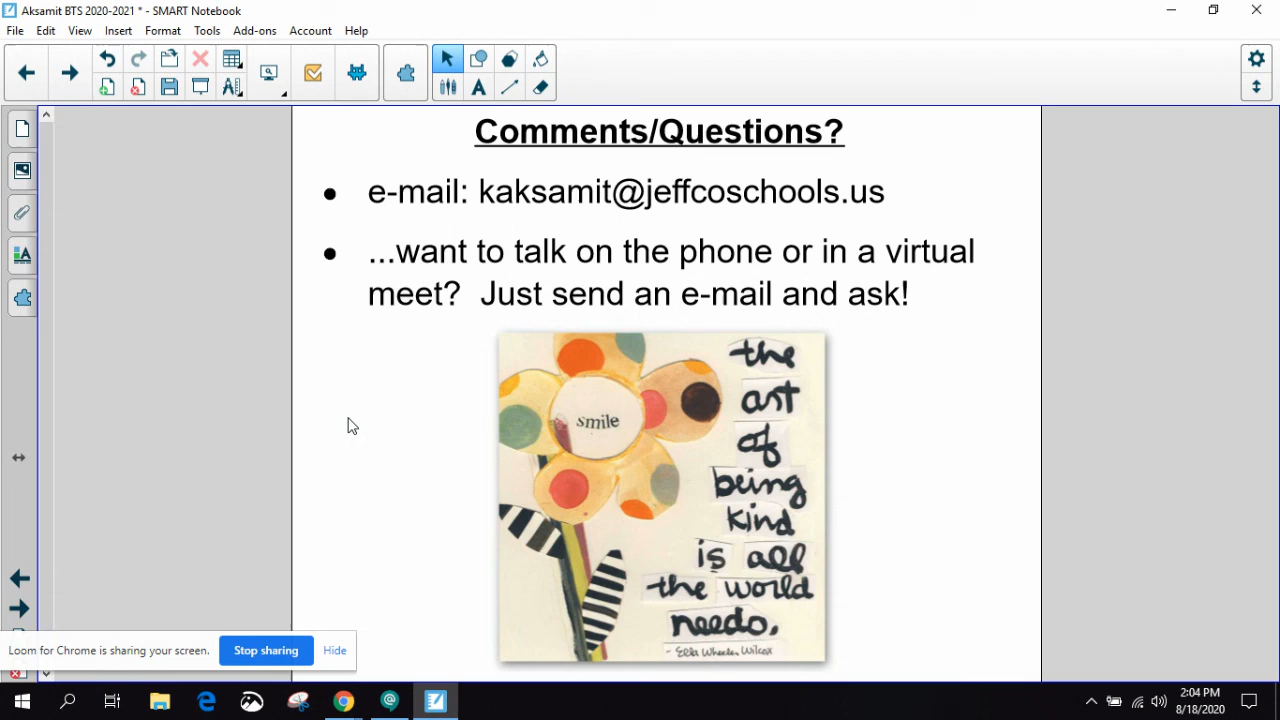 Aksamit BTS 2020-2021 * - SMART Notebook
File Edit View Insert Format Tools Add-ons Account Help
Comments/Questions?
• e-mail: kaksamit@jeffcoschools.us
• ...want to talk on the phone or in a virtual
meet? Just send an e-mail and ask!
smile
the
art
of
being
kind
is all
the world
needs.
- Ella Wheeler Wilcox
Loom for Chrome is sharing your screen. Stop sharing Hide
2:04 PM
8/18/2020